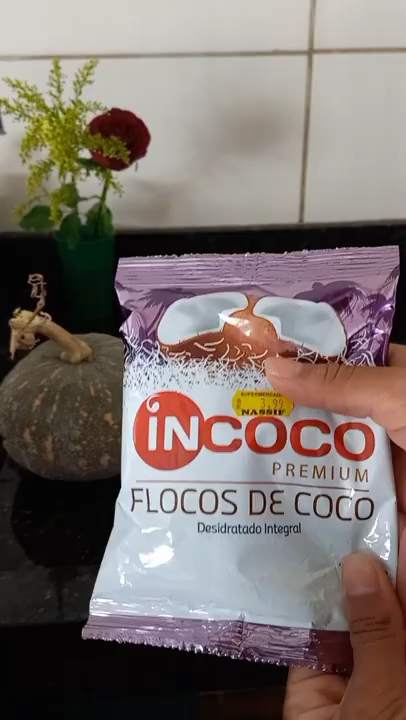 SUPERMERCADO
3,99
NASSIF
inCOCO
PREMIUM
FLOCOS DE COCO
Desidratado Integral